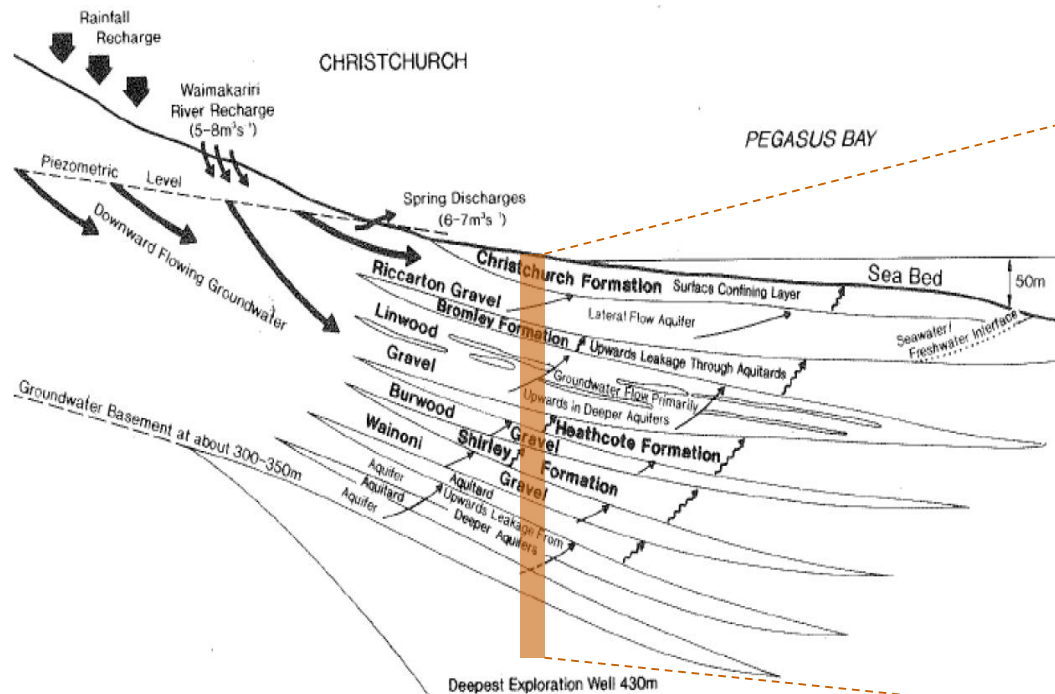 Rainfall
Recharge
CHRISTCHURCH
Waimakariri
River Recharge
(5-8m³s⁻¹)
PEGASUS BAY
Piezometric Level
Spring Discharges
(6-7m³s⁻¹)
Downward Flowing Groundwater
Christchurch Formation
Surface Confining Layer
Sea Bed
50m
Riccarton Gravel
Lateral Flow Aquifer
Seawater/
Freshwater Interface
Bromley Formation
Upwards Leakage Through Aquitards
Linwood
Gravel
Groundwater Flow Primarily
Upwards in Deeper Aquifers
Burwood
Gravel
Heathcote Formation
Wainoni
Gravel
Shirley Formation
Groundwater Basement at about 300-350m
Aquifer
Aquitard
Aquitard
Aquifer
Upwards Leakage From
Deeper Aquifers
Deepest Exploration Well 430m